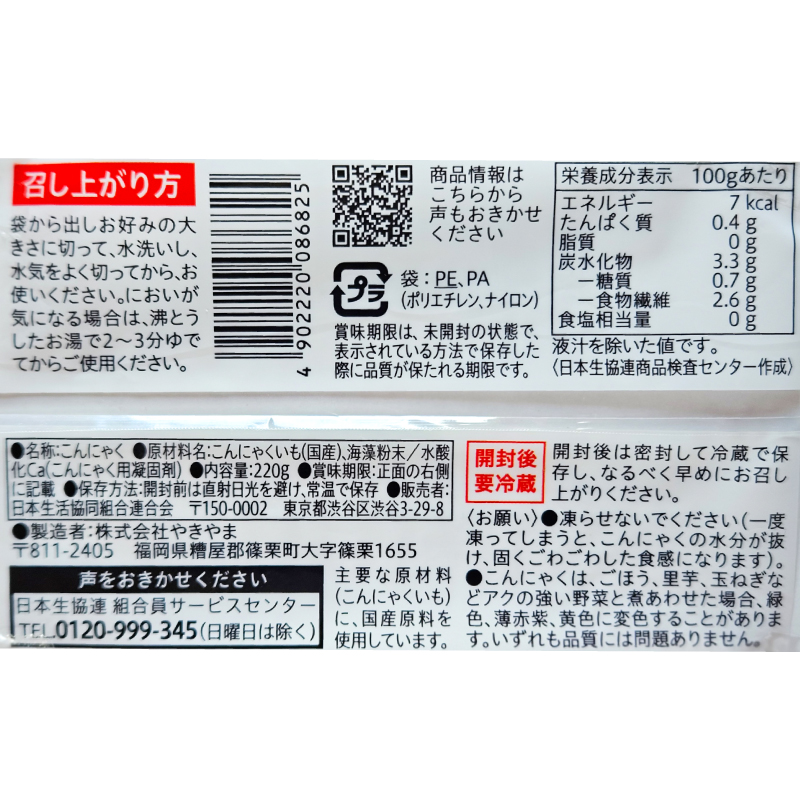 召し上がり方
袋から出しお好みの大
きさに切って、水洗いし、
水気をよく切ってから、お
使いください。においが
気になる場合は、沸とう
したお湯で2～3分ゆで
てからご使用ください。
4902220086825
商品情報は
こちらから
声もおきかせ
ください
プラ
袋：PE、PA
(ポリエチレン、ナイロン)
賞味期限は、未開封の状態で、
表示されている方法で保存した
際に品質が保たれる期限です。
栄養成分表示 100gあたり
エネルギー 7 kcal
たんぱく質 0.4 g
脂質 0 g
炭水化物 3.3 g
－糖質 0.7 g
－食物繊維 2.6 g
食塩相当量 0 g
液汁を除いた値です。
〈日本生協連商品検査センター作成〉
●名称:こんにゃく ●原材料名:こんにゃくいも(国産)、海藻粉末／水酸
化Ca(こんにゃく用凝固剤) ●内容量:220g ●賞味期限:正面の右側
に記載 ●保存方法:開封前は直射日光を避け、常温で保存 ●販売者:
日本生活協同組合連合会 〒150-0002 東京都渋谷区渋谷3-29-8
●製造者:株式会社やきやま
〒811-2405 福岡県糟屋郡篠栗町大字篠栗1655
声をおきかせください
日本生協連 組合員サービスセンター
TEL.0120-999-345(日曜日は除く)
主要な原材料
(こんにゃくいも)
に、国産原料を
使用しています。
開封後
要冷蔵
開封後は密封して冷蔵で保
存し、なるべく早めにお召し
上がりください。
〈お願い〉●凍らせないでください(一度
凍ってしまうと、こんにゃくの水分が抜
け、固くごわごわした食感になります)。
●こんにゃくは、ごぼう、里芋、玉ねぎな
どアクの強い野菜と煮あわせた場合、緑
色、薄赤紫、黄色に変色することがありま
す。いずれも品質には問題ありません。